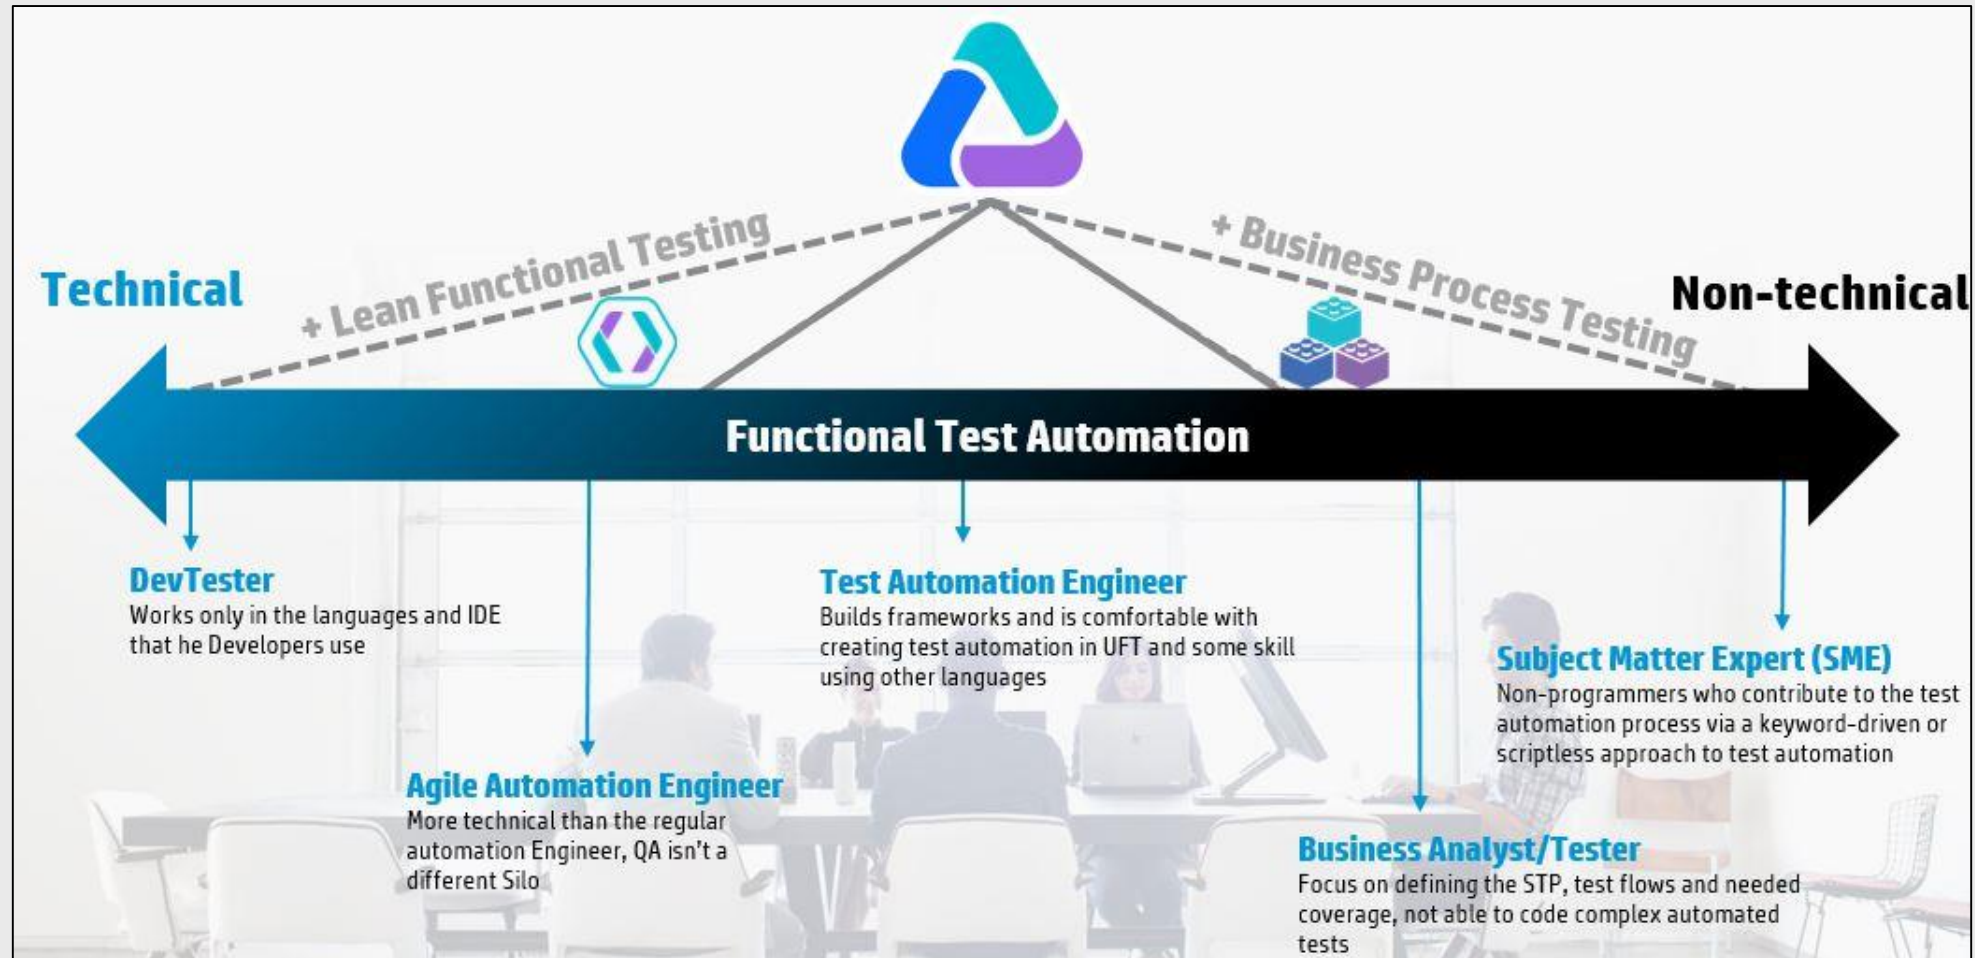 + Lean Functional Testing
+ Business Process Testing
Technical
Non-technical
Functional Test Automation
DevTester
Works only in the languages and IDE
that he Developers use
Test Automation Engineer
Builds frameworks and is comfortable with
creating test automation in UFT and some skill
using other languages
Subject Matter Expert (SME)
Non-programmers who contribute to the test
automation process via a keyword-driven or
scriptless approach to test automation
Agile Automation Engineer
More technical than the regular
automation Engineer, QA isn't a
different Silo
Business Analyst/Tester
Focus on defining the STP, test flows and needed
coverage, not able to code complex automated
tests